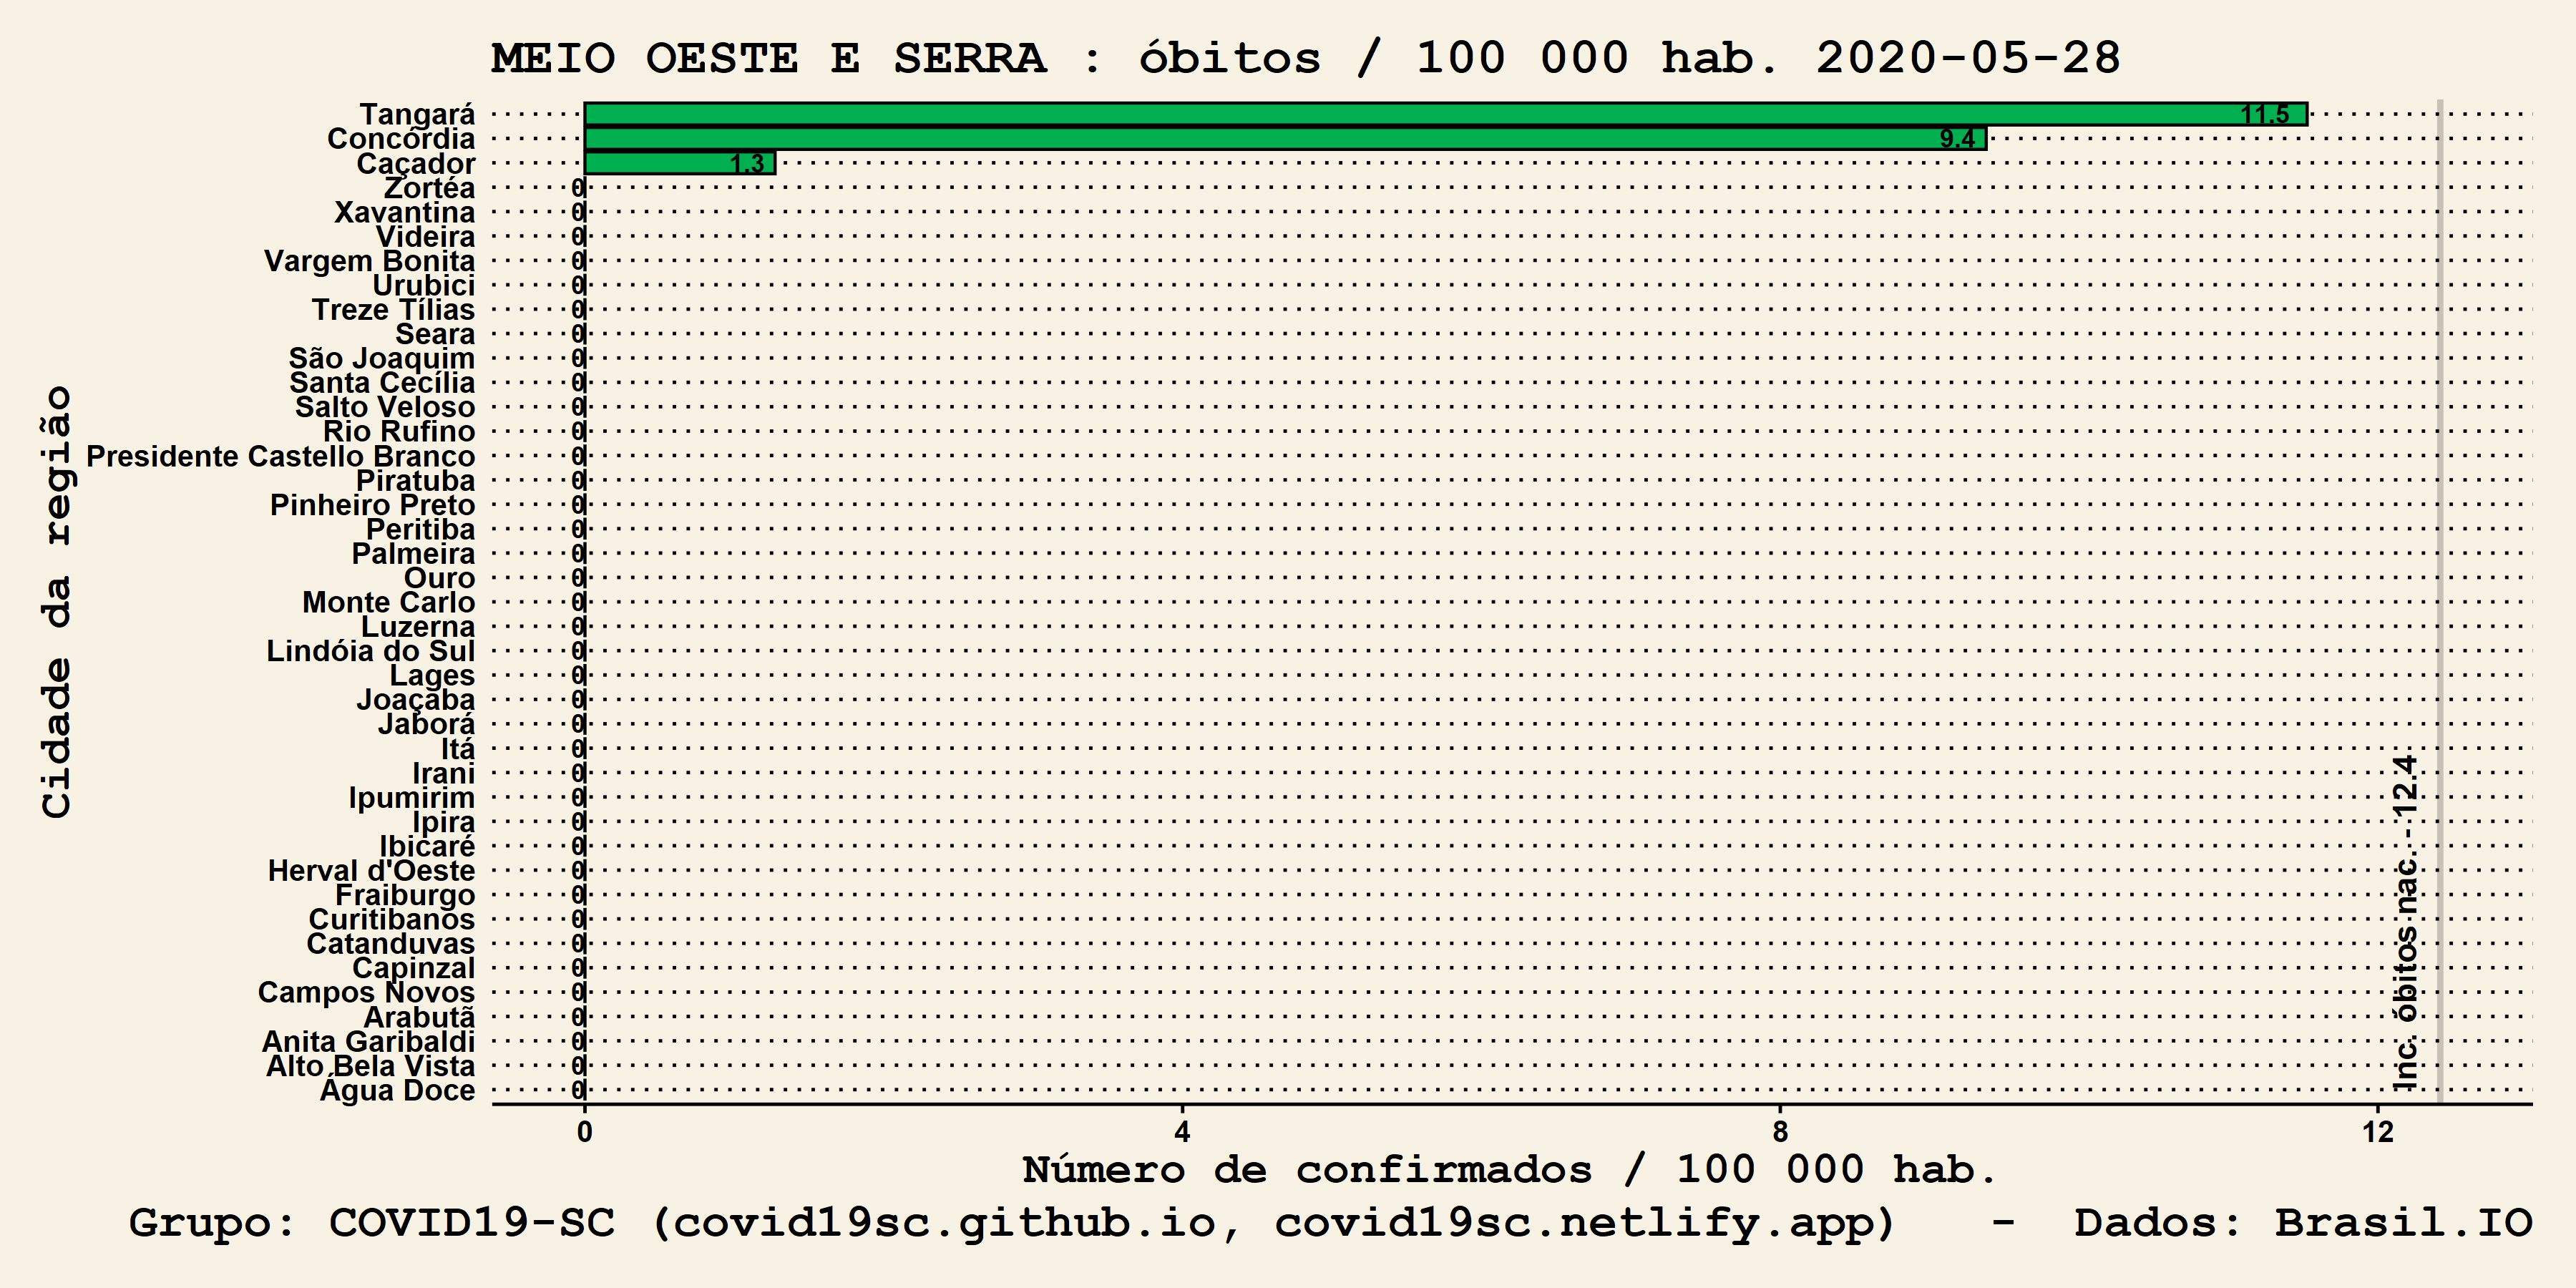 MEIO OESTE E SERRA : óbitos / 100 000 hab. 2020-05-28
Cidade da região
Tangará 11.5
Concórdia 9.4
Caçador 1.3
Zortéa 0
Xavantina 0
Videira 0
Vargem Bonita 0
Urubici 0
Treze Tílias 0
Seara 0
São Joaquim 0
Santa Cecília 0
Salto Veloso 0
Rio Rufino 0
Presidente Castello Branco 0
Piratuba 0
Pinheiro Preto 0
Peritiba 0
Palmeira 0
Ouro 0
Monte Carlo 0
Luzerna 0
Lindóia do Sul 0
Lages 0
Joaçaba 0
Jaborá 0
Itá 0
Irani 0
Ipumirim 0
Ipira 0
Ibicaré 0
Herval d'Oeste 0
Fraiburgo 0
Curitibanos 0
Catanduvas 0
Capinzal 0
Campos Novos 0
Arabutã 0
Anita Garibaldi 0
Alto Bela Vista 0
Água Doce 0
Inc. óbitos nac. - 12.4
0 4 8 12
Número de confirmados / 100 000 hab.
Grupo: COVID19-SC (covid19sc.github.io, covid19sc.netlify.app) - Dados: Brasil.IO